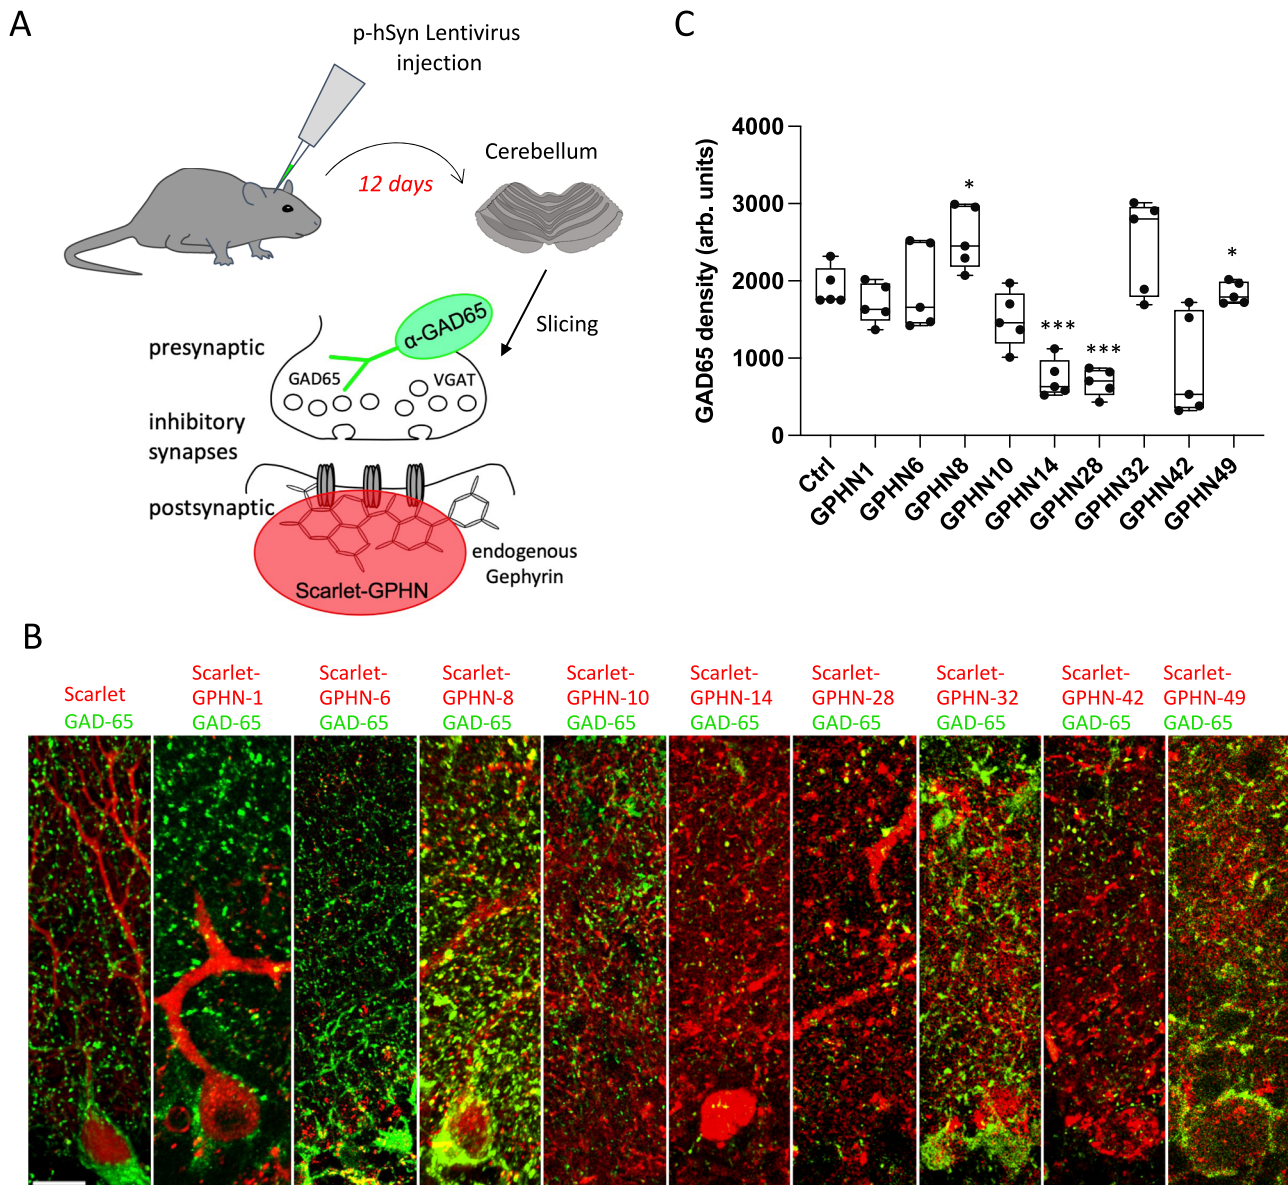 A
p-hSyn Lentivirus
injection
12 days
Cerebellum
Slicing
presynaptic
α-GAD65
GAD65
VGAT
inhibitory
synapses
postsynaptic
endogenous
Gephyrin
Scarlet-GPHN
C
GAD65 density (arb. units)
4000
3000
2000
1000
0
*
***
***
*
Ctrl
GPHN1
GPHN6
GPHN8
GPHN10
GPHN14
GPHN28
GPHN32
GPHN42
GPHN49
B
Scarlet
GAD-65
Scarlet-
GPHN-1
GAD-65
Scarlet-
GPHN-6
GAD-65
Scarlet-
GPHN-8
GAD-65
Scarlet-
GPHN-10
GAD-65
Scarlet-
GPHN-14
GAD-65
Scarlet-
GPHN-28
GAD-65
Scarlet-
GPHN-32
GAD-65
Scarlet-
GPHN-42
GAD-65
Scarlet-
GPHN-49
GAD-65